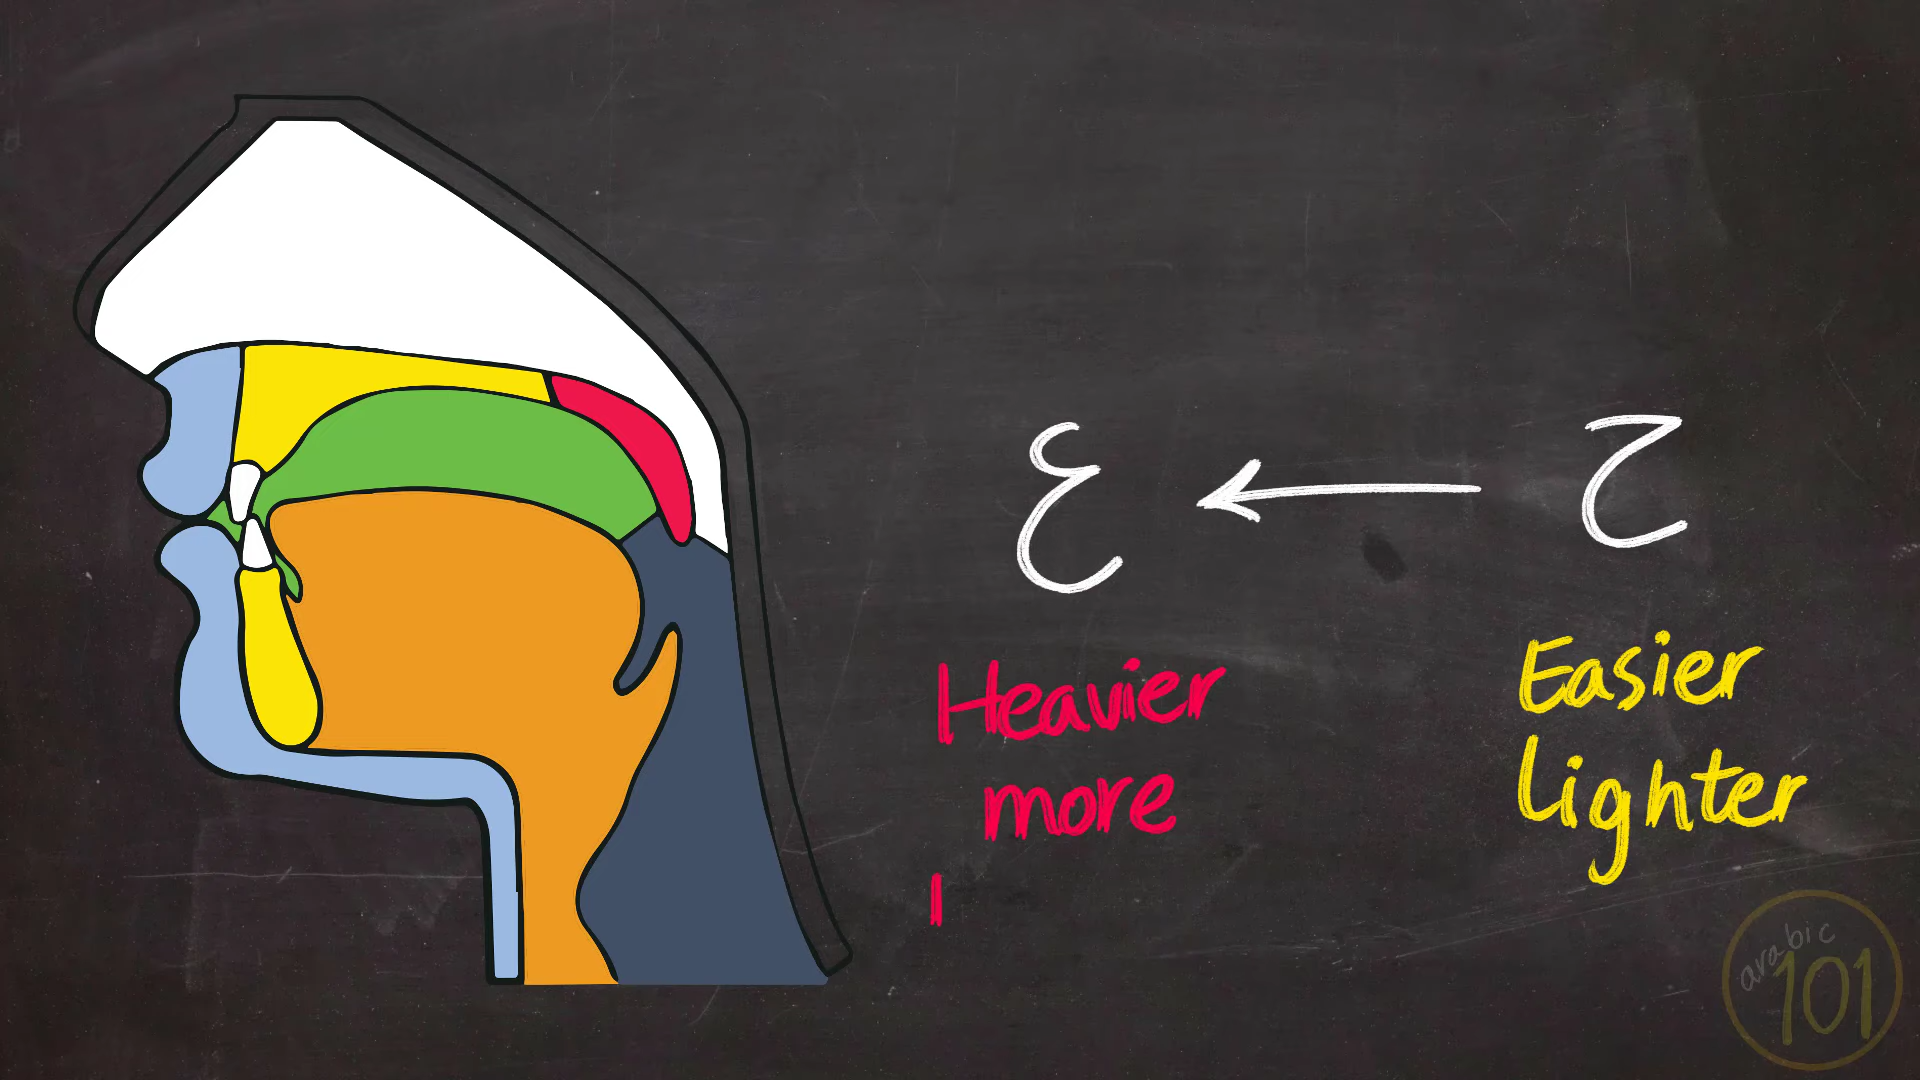 ح
ع
Heavier
more
Easier
Lighter
arabic
101